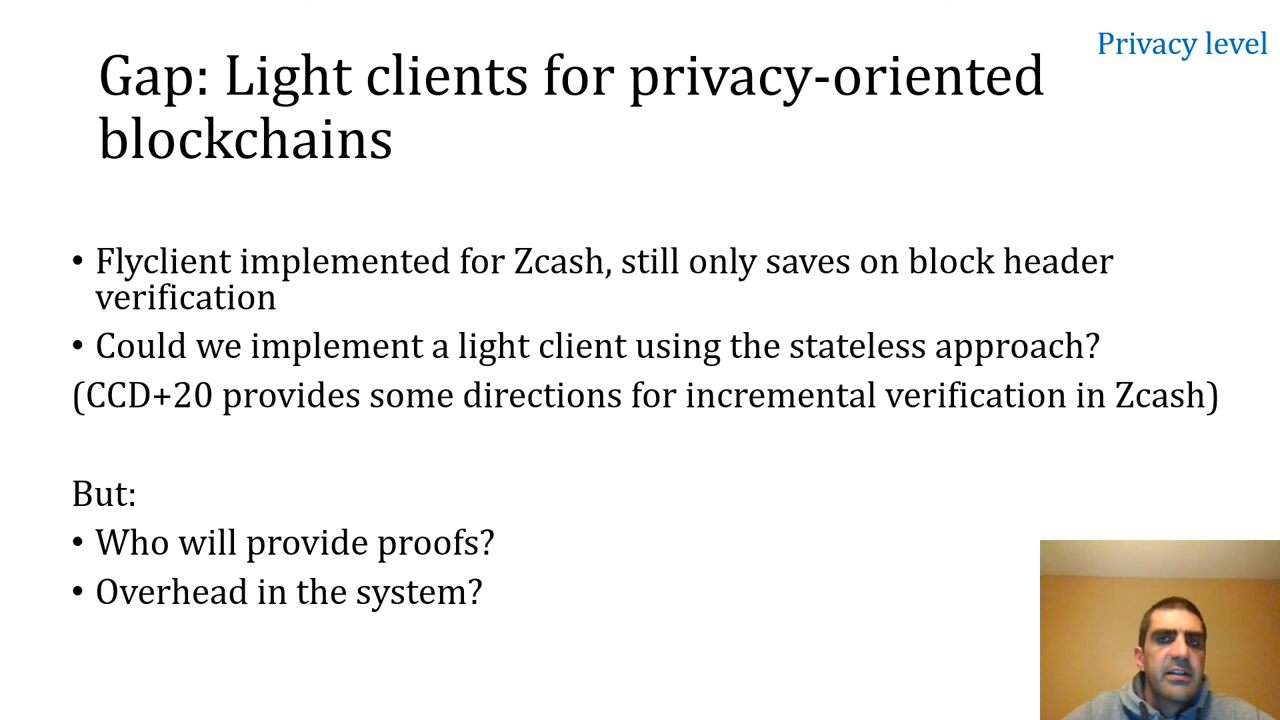 Privacy level
Gap: Light clients for privacy-oriented
blockchains
• Flyclient implemented for Zcash, still only saves on block header
verification
• Could we implement a light client using the stateless approach?
(CCD+20 provides some directions for incremental verification in Zcash)
But:
• Who will provide proofs?
• Overhead in the system?